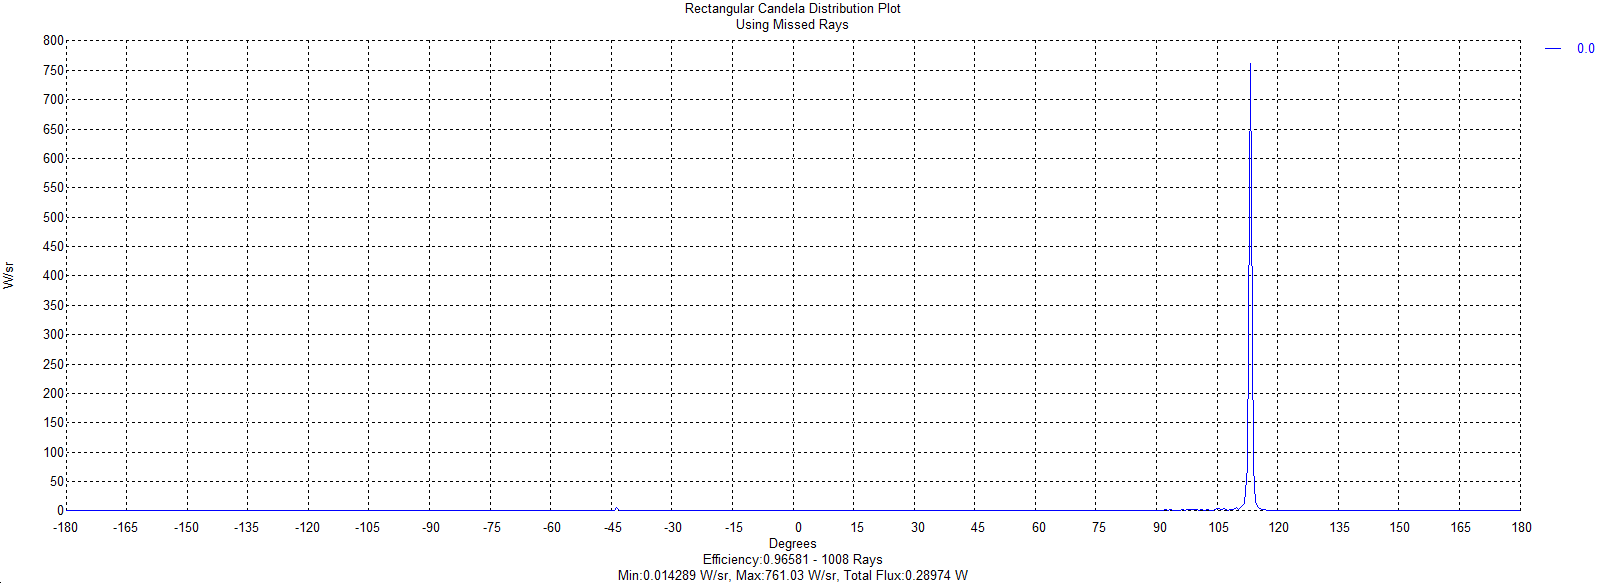 Rectangular Candela Distribution Plot
Using Missed Rays
0.0
800
750
700
650
600
550
500
450
400
350
300
250
200
150
100
50
0
W/sr
-180 -165 -150 -135 -120 -105 -90 -75 -60 -45 -30 -15 0 15 30 45 60 75 90 105 120 135 150 165 180
Degrees
Efficiency:0.96581 - 1008 Rays
Min:0.014289 W/sr, Max:761.03 W/sr, Total Flux:0.28974 W